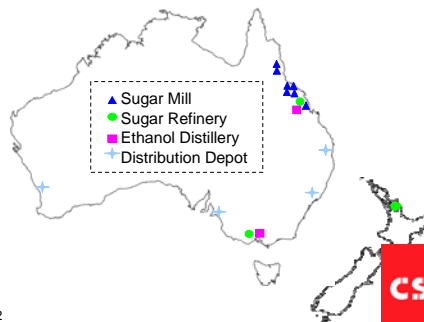 Sugar Mill
Sugar Refinery
Ethanol Distillery
Distribution Depot
CS
2